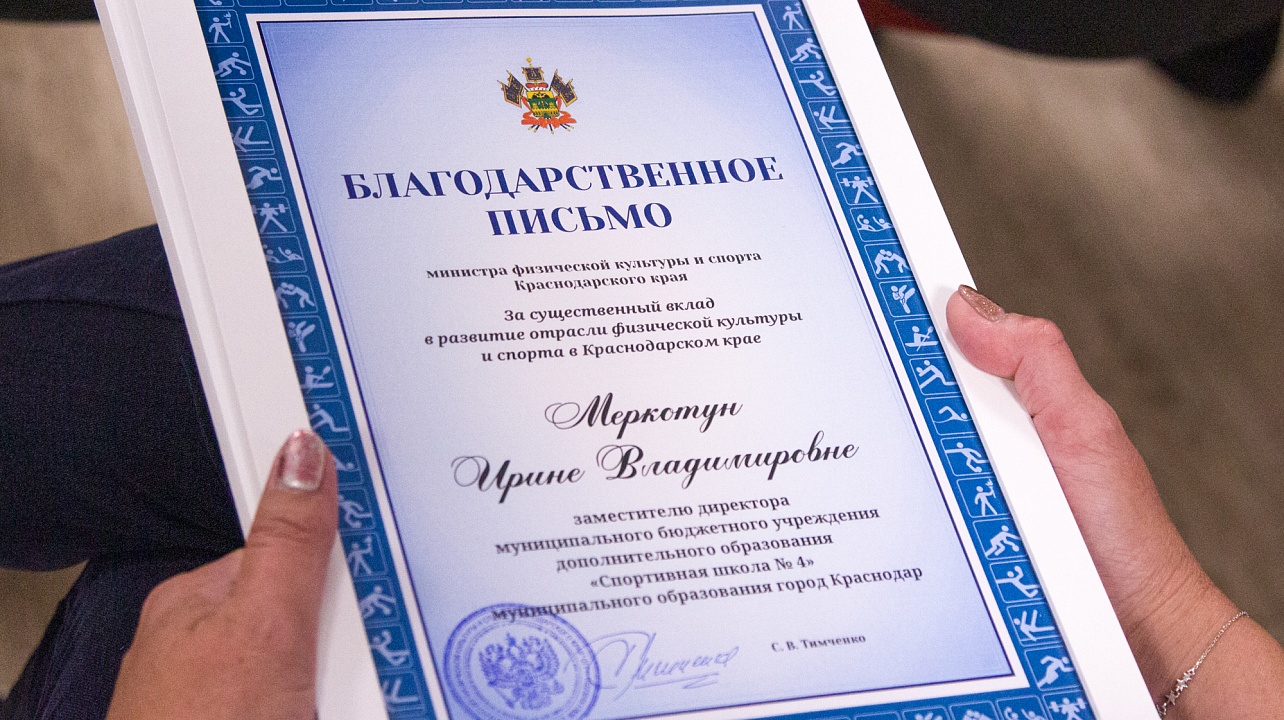 БЛАГОДАРСТВЕННОЕ
ПИСЬМО
министра физической культуры и спорта
Краснодарского края
За существенный вклад
в развитие отрасли физической культуры
и спорта в Краснодарском крае
Меркотун
Ирине Владимировне
заместителю директора
муниципального бюджетного учреждения
дополнительного образования
«Спортивная школа № 4»
муниципального образования город Краснодар
С. В. Тимченко